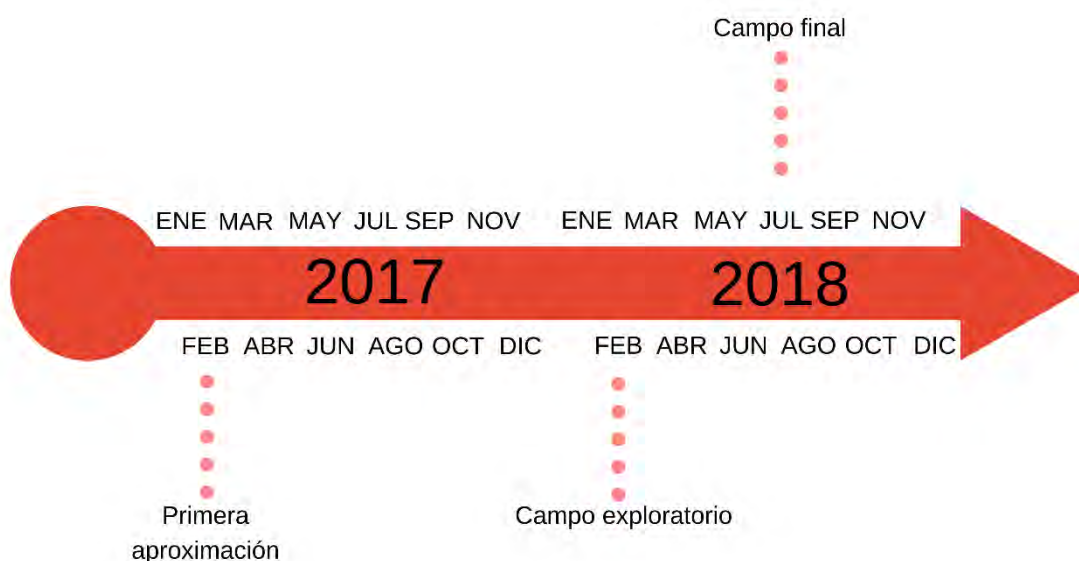 Campo final
ENE MAR MAY JUL SEP NOV ENE MAR MAY JUL SEP NOV
2017 2018
FEB ABR JUN AGO OCT DIC FEB ABR JUN AGO OCT DIC
Primera
aproximación
Campo exploratorio